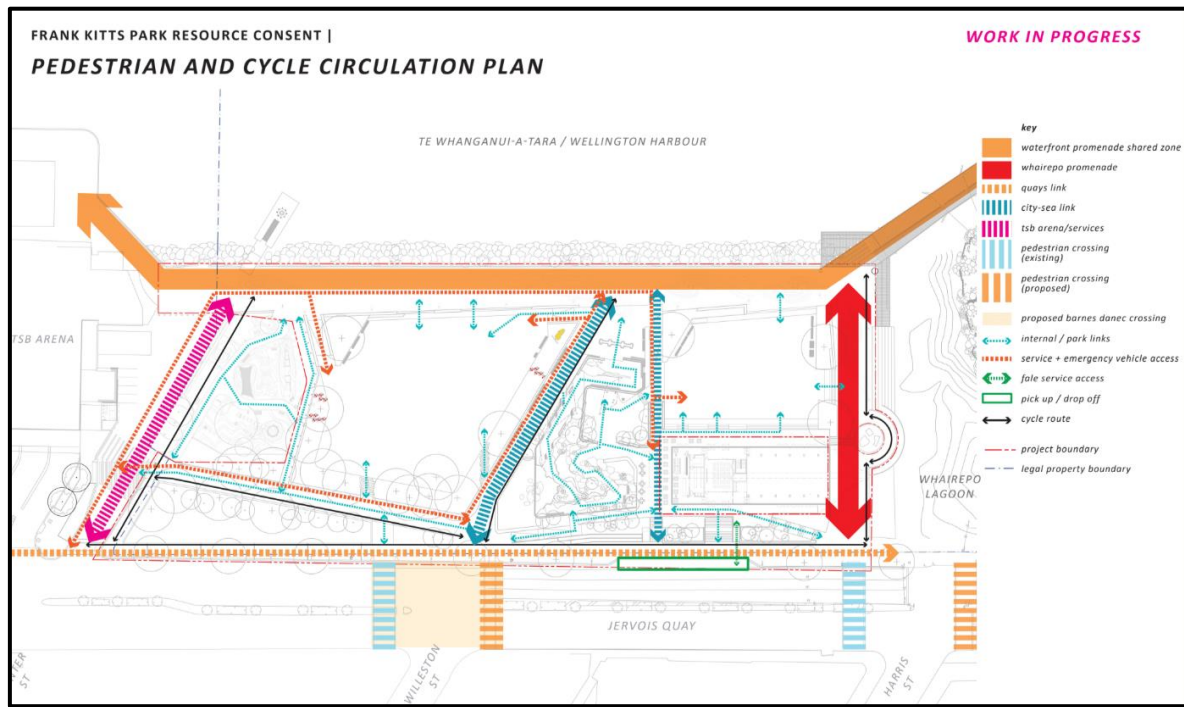 FRANK KITTS PARK RESOURCE CONSENT |
PEDESTRIAN AND CYCLE CIRCULATION PLAN
WORK IN PROGRESS
TE WHANGANUI-A-TARA / WELLINGTON HARBOUR
key
waterfront promenade shared zone
whairepo promenade
quays link
city-sea link
tsb arena/services
pedestrian crossing
(existing)
pedestrian crossing
(proposed)
proposed barnes danec crossing
internal / park links
service + emergency vehicle access
fale service access
pick up / drop off
cycle route
project boundary
legal property boundary
TSB ARENA
WHAIREPO
LAGOON
JERVOIS QUAY
NTER
ST
WILLESTON
ST
HARRIS
ST